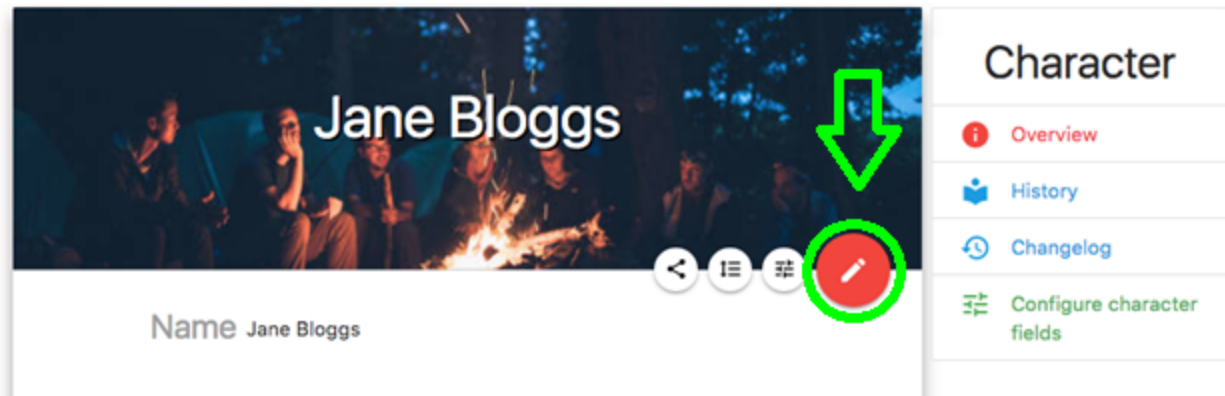 Jane Bloggs
Name Jane Bloggs
Character
Overview
History
Changelog
Configure character
fields